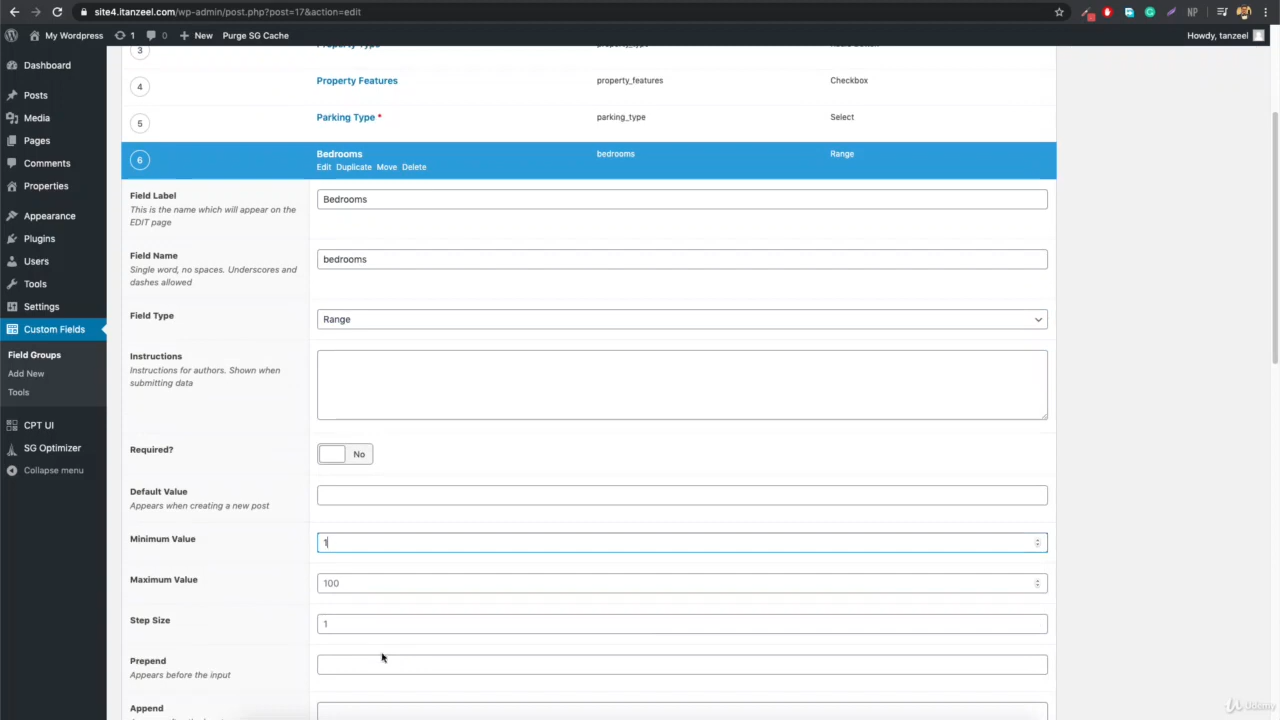 site4.itanzeel.com/wp-admin/post.php?post=17&action=edit
NP
My Wordpress 1 0 New Purge SG Cache Howdy, tanzeel
Dashboard
Posts
Media
Pages
Comments
Properties
Appearance
Plugins
Users
Tools
Settings
Custom Fields
Field Groups
Add New
Tools
CPT UI
SG Optimizer
Collapse menu
3 Property Type property_type Radio Button
4 Property Features property_features Checkbox
5 Parking Type * parking_type Select
6 Bedrooms bedrooms Range
Edit Duplicate Move Delete
Field Label
This is the name which will appear on the
EDIT page
Bedrooms
Field Name
Single word, no spaces. Underscores and
dashes allowed
bedrooms
Field Type
Range
Instructions
Instructions for authors. Shown when
submitting data
Required?
No
Default Value
Appears when creating a new post
Minimum Value
1
Maximum Value
100
Step Size
1
Prepend
Appears before the input
Append
Udemy